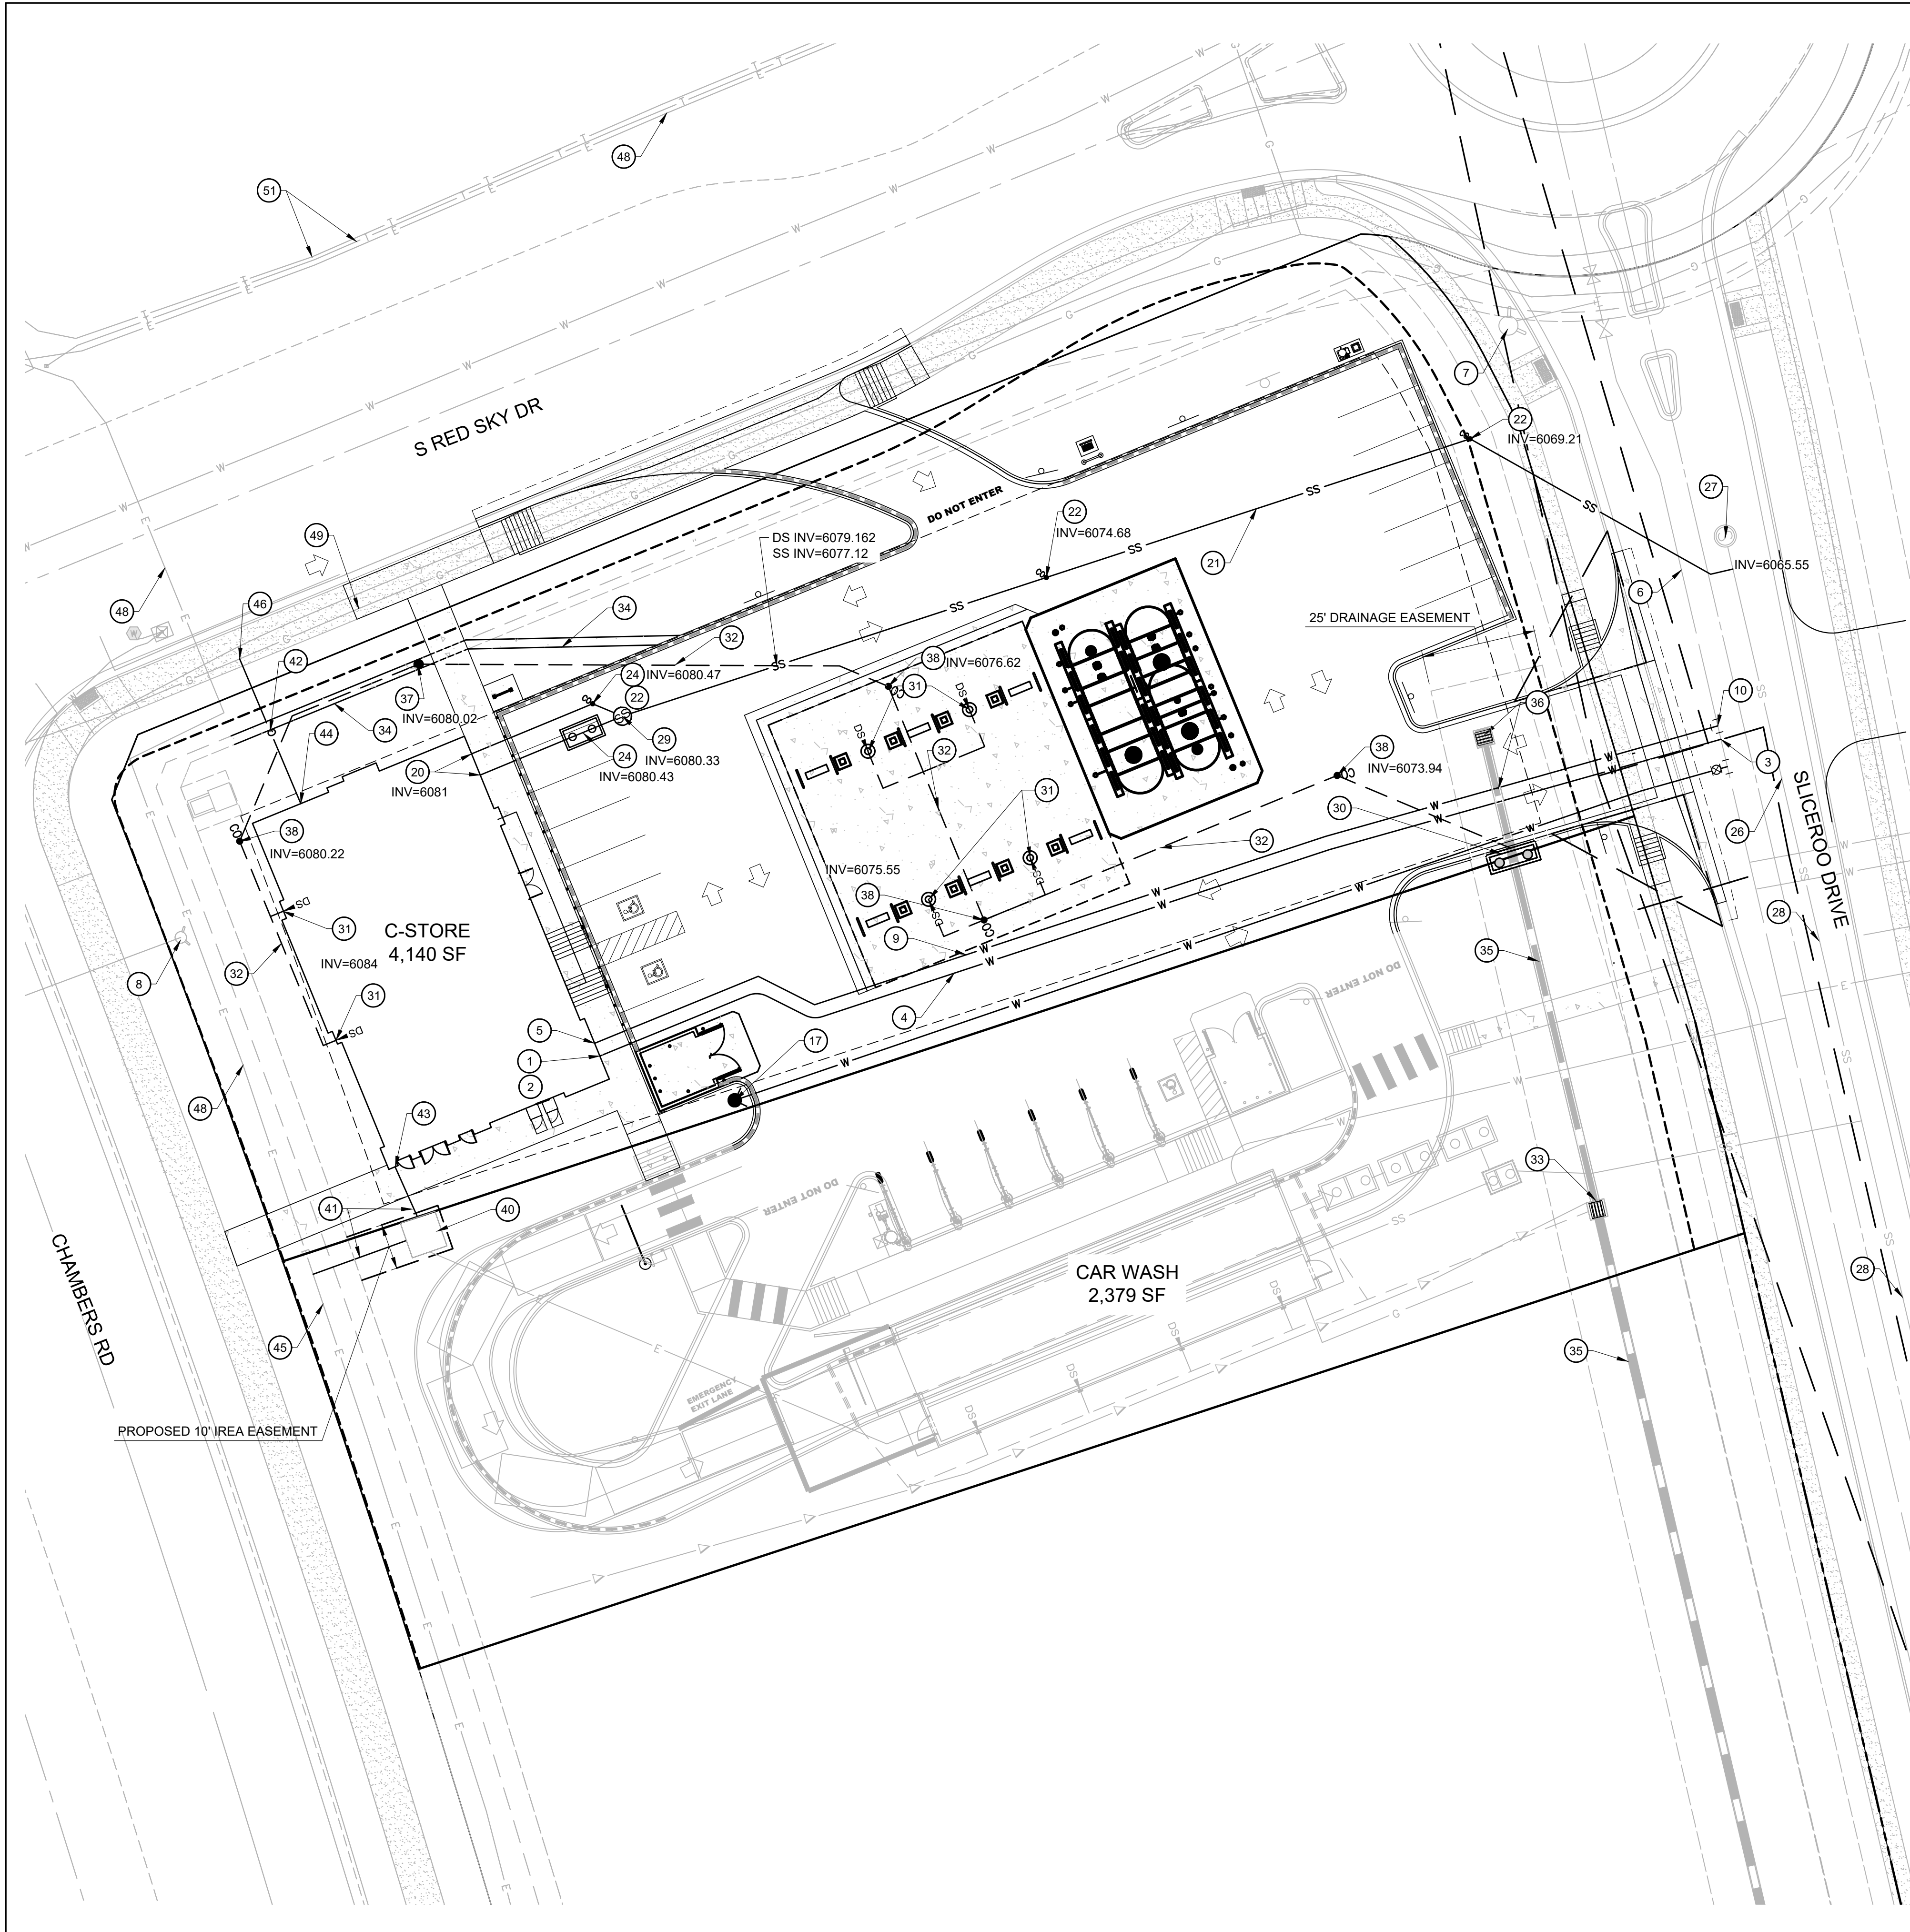 48
51
7
22
INV=6069.21
S RED SKY DR
DO NOT ENTER
27
22
INV=6074.68
49
DS INV=6079.162
SS INV=6077.12
21
INV=6065.55
6
48
46
34
32
25' DRAINAGE EASEMENT
42
38
INV=6076.62
24
INV=6080.47
22
31
37
INV=6080.02
34
36
10
44
29
INV=6080.33
24
INV=6080.43
32
38
INV=6073.94
3
20
INV=6081
31
30
SLICEROO DRIVE
26
38
INV=6080.22
32
INV=6075.55
38
31
C-STORE
4,140 SF
28
9
8
32
INV=6084
35
DO NOT ENTER
31
4
5
1
17
2
48
43
33
DO NOT ENTER
41
40
CAR WASH
2,379 SF
28
CHAMBERS RD
45
35
EMERGENCY
EXIT LANE
PROPOSED 10' IREA EASEMENT
W
E
T
G
SS
DS
CO